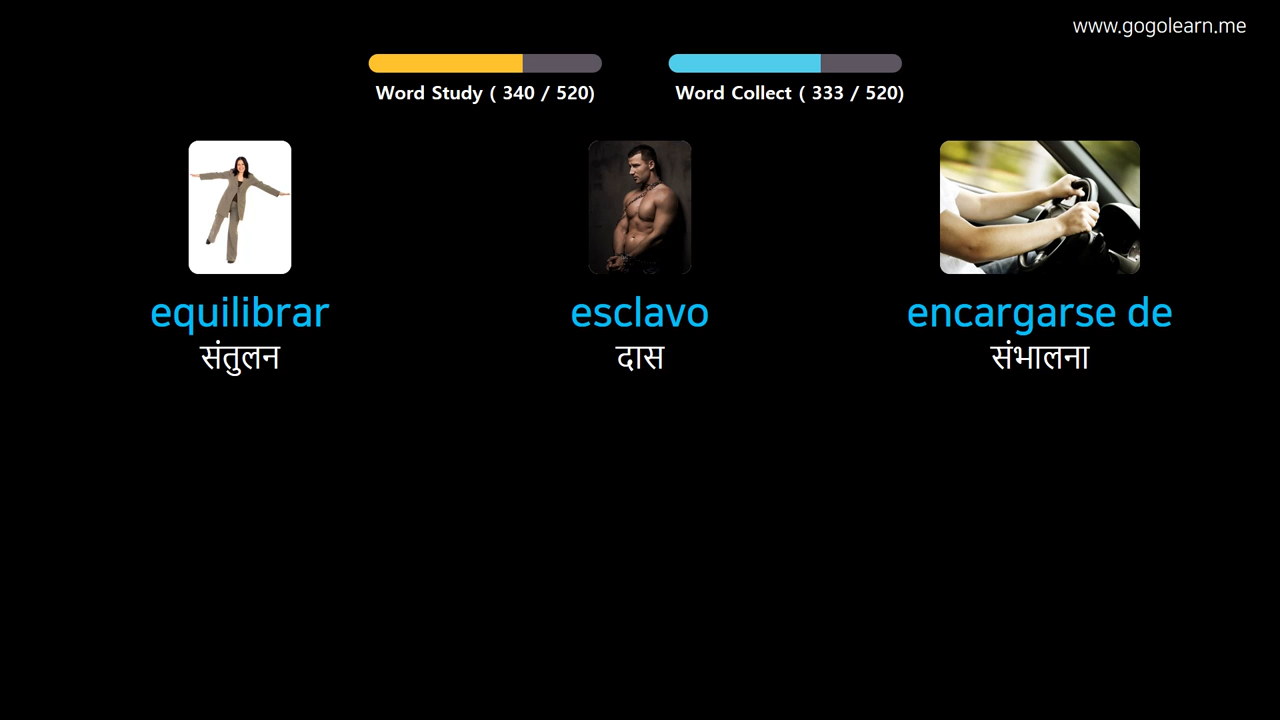 www.gogolearn.me
Word Study ( 340 / 520)
Word Collect ( 333 / 520)
equilibrar
संतुलन
esclavo
दास
encargarse de
संभालना